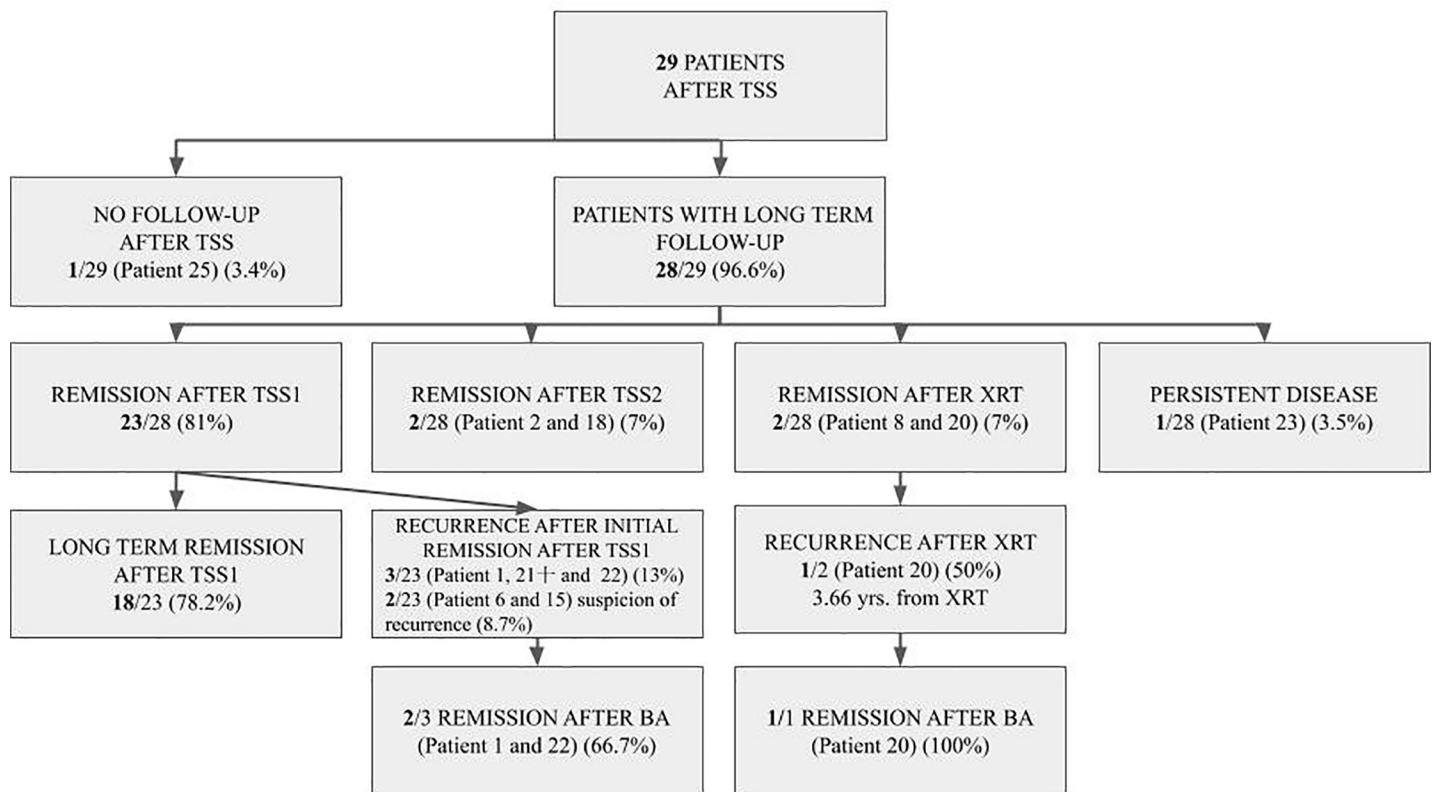 29 PATIENTS
AFTER TSS
NO FOLLOW-UP
AFTER TSS
1/29 (Patient 25) (3.4%)
PATIENTS WITH LONG TERM
FOLLOW-UP
28/29 (96.6%)
REMISSION AFTER TSS1
23/28 (81%)
REMISSION AFTER TSS2
2/28 (Patient 2 and 18) (7%)
REMISSION AFTER XRT
2/28 (Patient 8 and 20) (7%)
PERSISTENT DISEASE
1/28 (Patient 23) (3.5%)
LONG TERM REMISSION
AFTER TSS1
18/23 (78.2%)
RECURRENCE AFTER INITIAL
REMISSION AFTER TSS1
3/23 (Patient 1, 21┼ and 22) (13%)
2/23 (Patient 6 and 15) suspicion of
recurrence (8.7%)
RECURRENCE AFTER XRT
1/2 (Patient 20) (50%)
3.66 yrs. from XRT
2/3 REMISSION AFTER BA
(Patient 1 and 22) (66.7%)
1/1 REMISSION AFTER BA
(Patient 20) (100%)